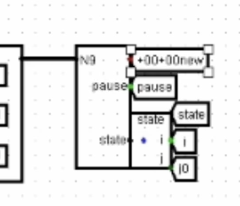 N9 +00+00new
pause pause
state state
state i i
i j0